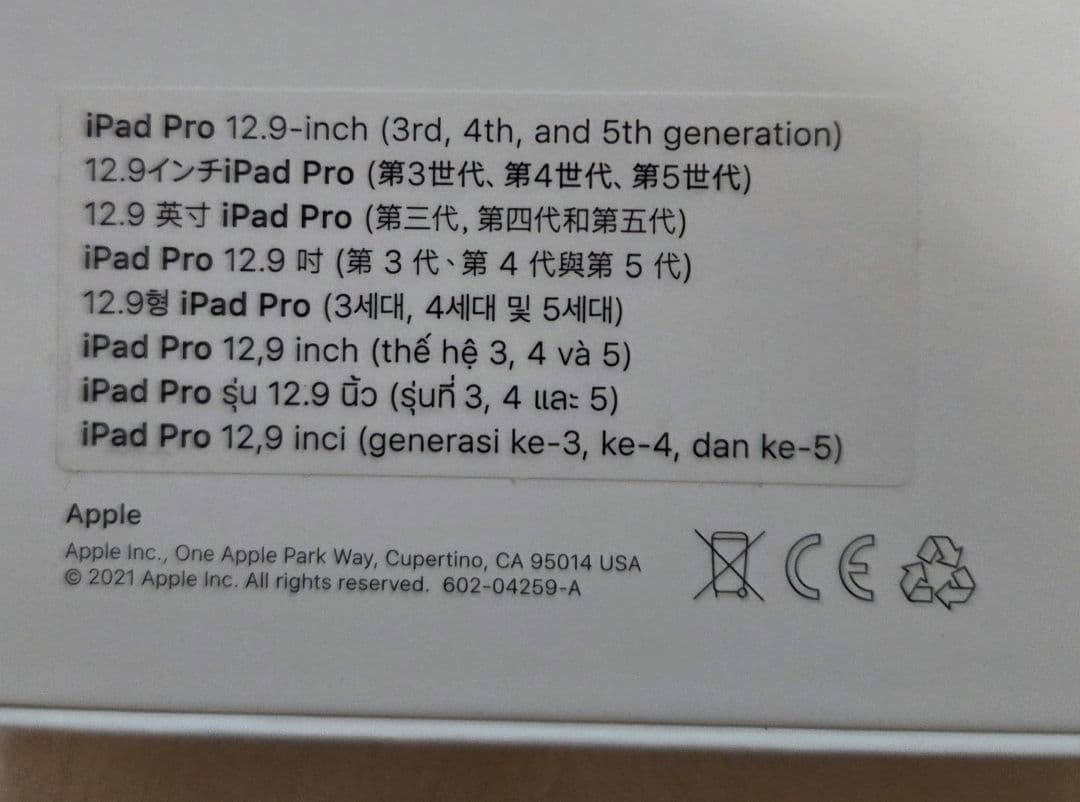 iPad Pro 12.9-inch (3rd, 4th, and 5th generation)
12.9インチiPad Pro (第3世代、第4世代、第5世代)
12.9 英寸 iPad Pro (第三代, 第四代和第五代)
iPad Pro 12.9 吋 (第 3 代、第 4 代與第 5 代)
12.9형 iPad Pro (3세대, 4세대 및 5세대)
iPad Pro 12,9 inch (thế hệ 3, 4 và 5)
iPad Pro รุ่น 12.9 นิ้ว (รุ่นที่ 3, 4 และ 5)
iPad Pro 12,9 inci (generasi ke-3, ke-4, dan ke-5)
Apple
Apple Inc., One Apple Park Way, Cupertino, CA 95014 USA
© 2021 Apple Inc. All rights reserved. 602-04259-A
CE